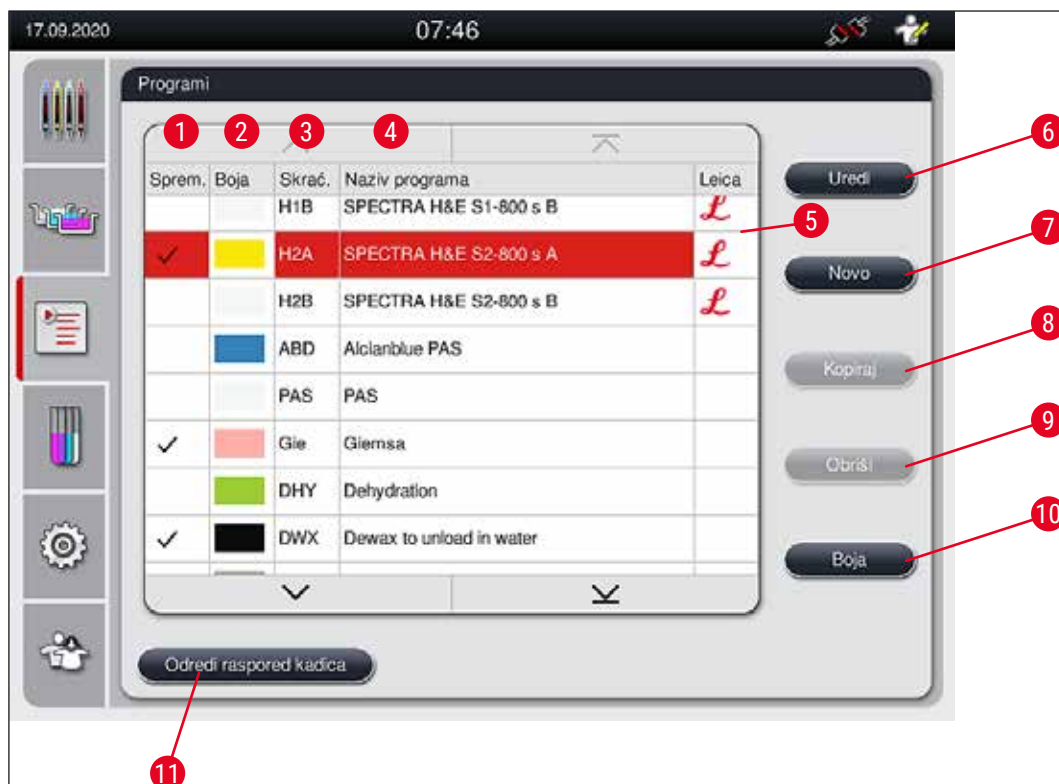 17.09.2020 07:46
Programi
1 2 3 4
Sprem. Boja Skrać. Naziv programa Leica
H1B SPECTRA H&E S1-800 s B
H2A SPECTRA H&E S2-800 s A
H2B SPECTRA H&E S2-800 s B
ABD Alcianblue PAS
PAS PAS
Gie Giemsa
DHY Dehydration
DWX Dewax to unload in water
5
Uredi 6
Novo 7
Kopiraj 8
Obriši 9
Boja 10
Odredi raspored kadica
11